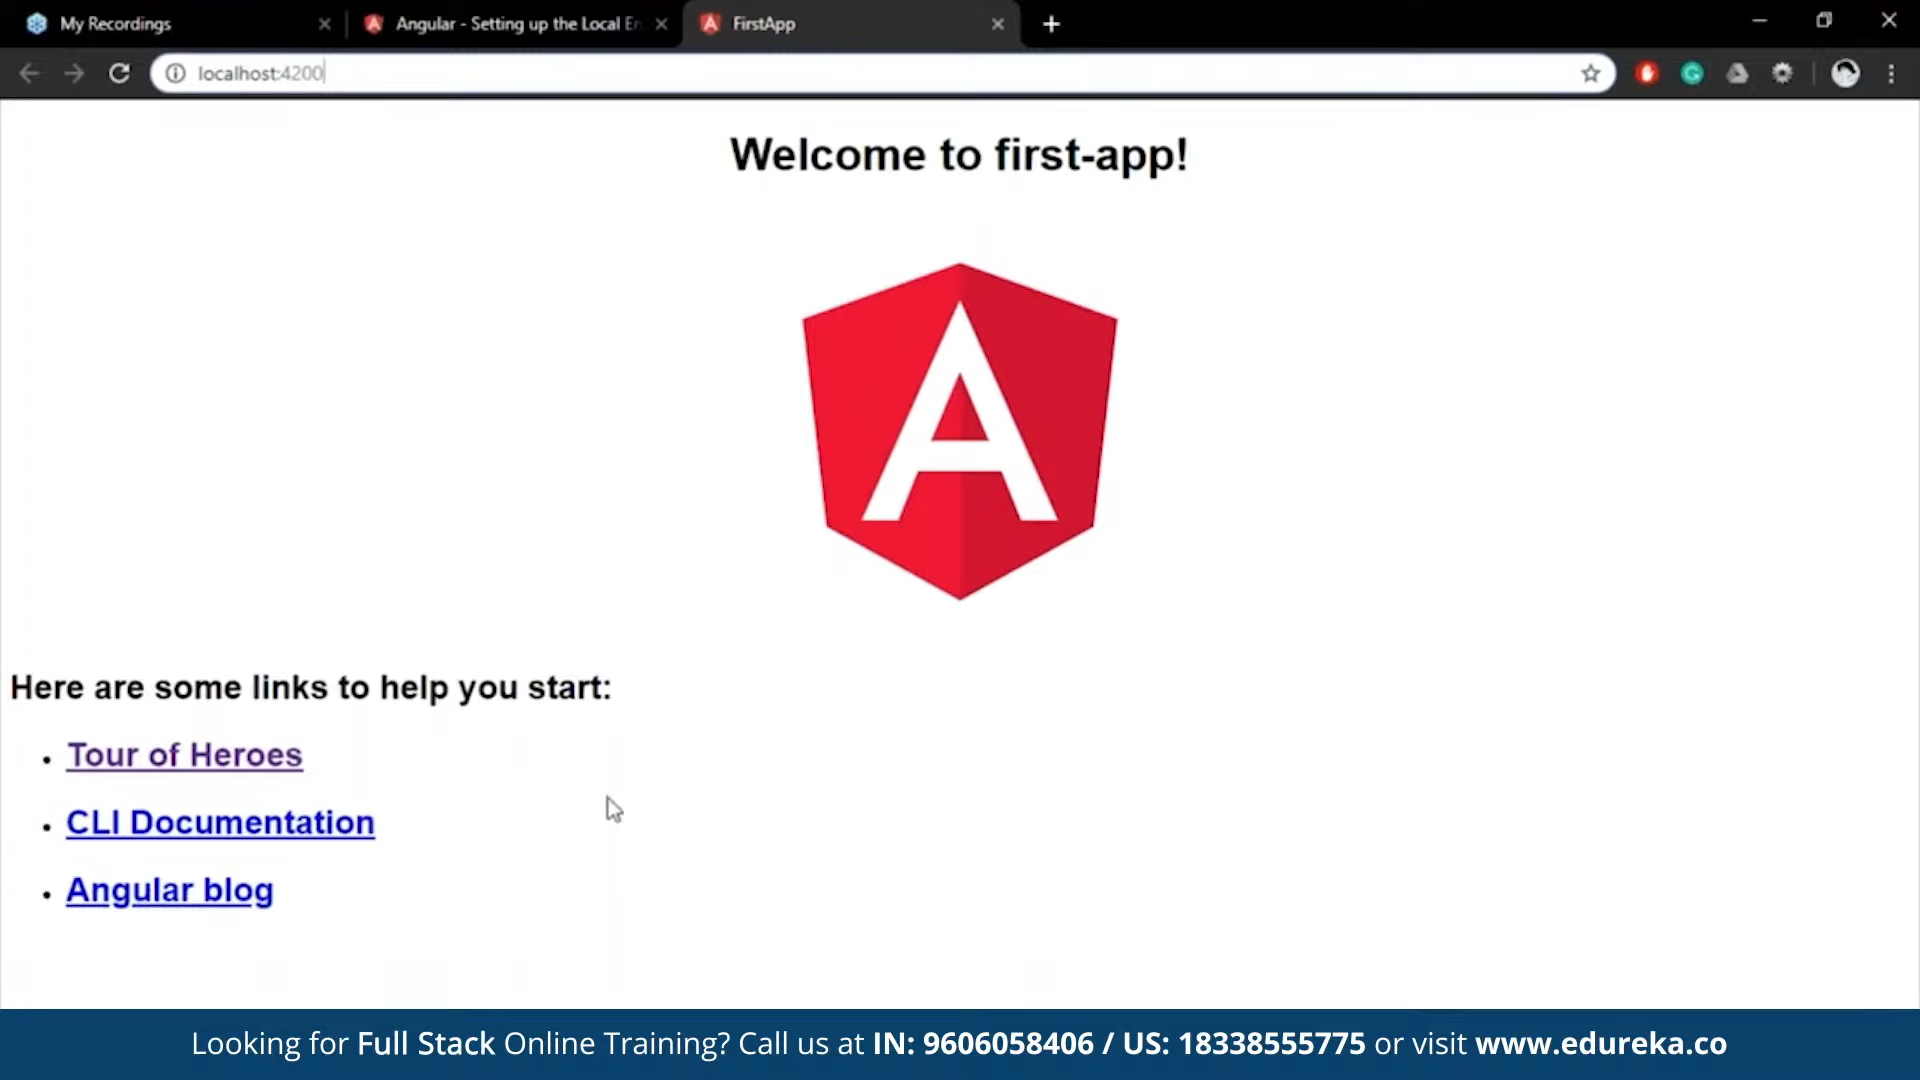 My Recordings
Angular - Setting up the Local En
FirstApp
localhost:4200
Welcome to first-app!
A
Here are some links to help you start:
• Tour of Heroes
• CLI Documentation
• Angular blog
Looking for Full Stack Online Training? Call us at IN: 9606058406 / US: 18338555775 or visit www.edureka.co